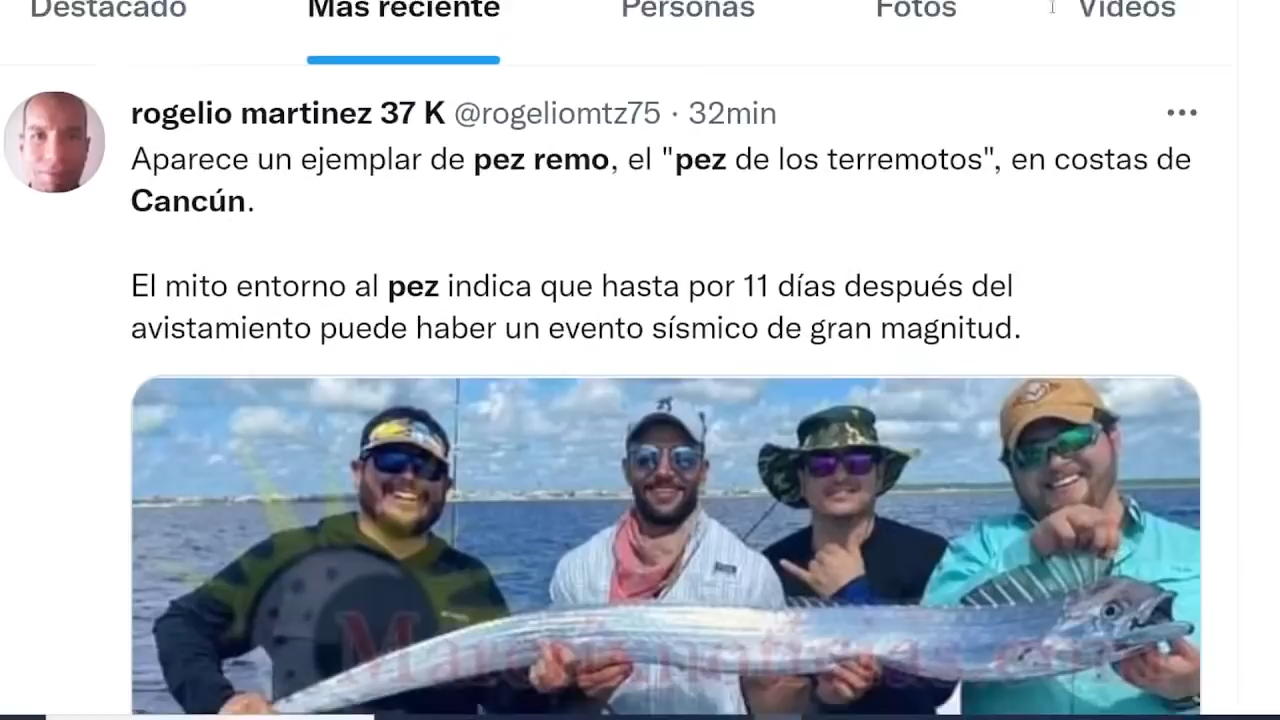 Destacado Más reciente Personas Fotos Videos
rogelio martinez 37 K @rogeliomtz75 · 32min
Aparece un ejemplar de pez remo, el "pez de los terremotos", en costas de
Cancún.
El mito entorno al pez indica que hasta por 11 días después del
avistamiento puede haber un evento sísmico de gran magnitud.